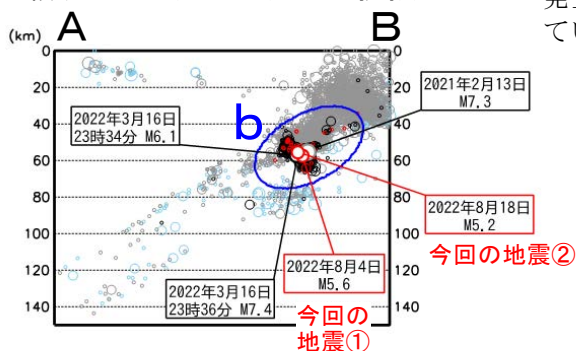 A
B
(km)
0
20
40
60
80
100
120
140
0
20
40
60
80
100
120
140
b
2021年2月13日
M7.3
2022年3月16日
23時34分 M6.1
2022年8月18日
M5.2
今回の地震②
2022年8月4日
M5.6
今回の
地震①
2022年3月16日
23時36分 M7.4
てい